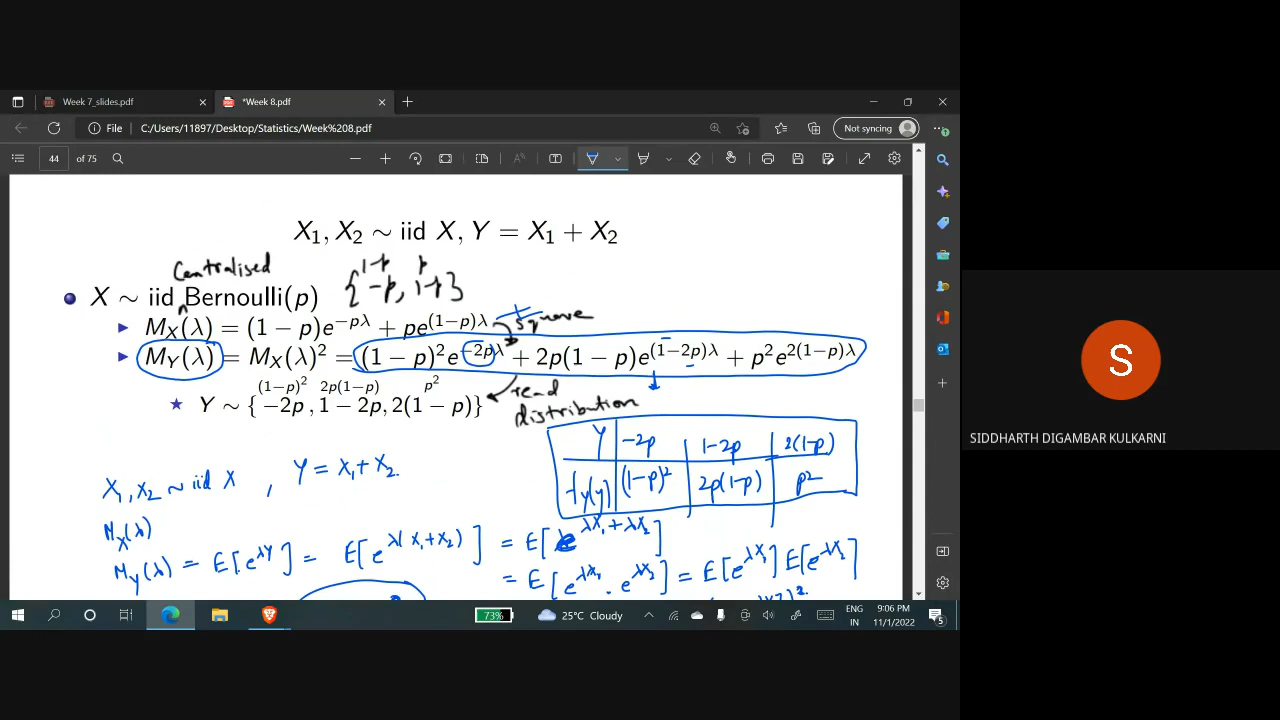 Week 7_slides.pdf
*Week 8.pdf
File
C:/Users/11897/Desktop/Statistics/Week%208.pdf
Not syncing
44 of 75
X₁, X₂ ∼ iid X, Y = X₁ + X₂
Centralised
1-p p
X ∼ iid Bernoulli(p) {-p, 1-p}
M_X(λ) = (1 − p)e^{−pλ} + pe^{(1−p)λ} square
M_Y(λ) = M_X(λ)² = (1 − p)²e^{−2pλ} + 2p(1 − p)e^{(1−2p)λ} + p²e^{2(1−p)λ}
(1−p)² 2p(1−p) p²
Y ∼ { −2p , 1 − 2p, 2(1 − p)} read
distribution
Y -2p 1-2p 2(1-p)
f_Y(y) (1-p)² 2p(1-p) p²
X₁, X₂ ~ iid X , Y = X₁ + X₂.
M_X(λ)
M_Y(λ) = E[e^{λY}] = E[e^{λ(X₁+X₂)}] = E[e^{λX₁+λX₂}]
= E[e^{λX₁} . e^{λX₂}] = E[e^{λX₁}] E[e^{λX₂}]
S
SIDDHARTH DIGAMBAR KULKARNI
73%
25°C Cloudy
ENG
IN
9:06 PM
11/1/2022
5